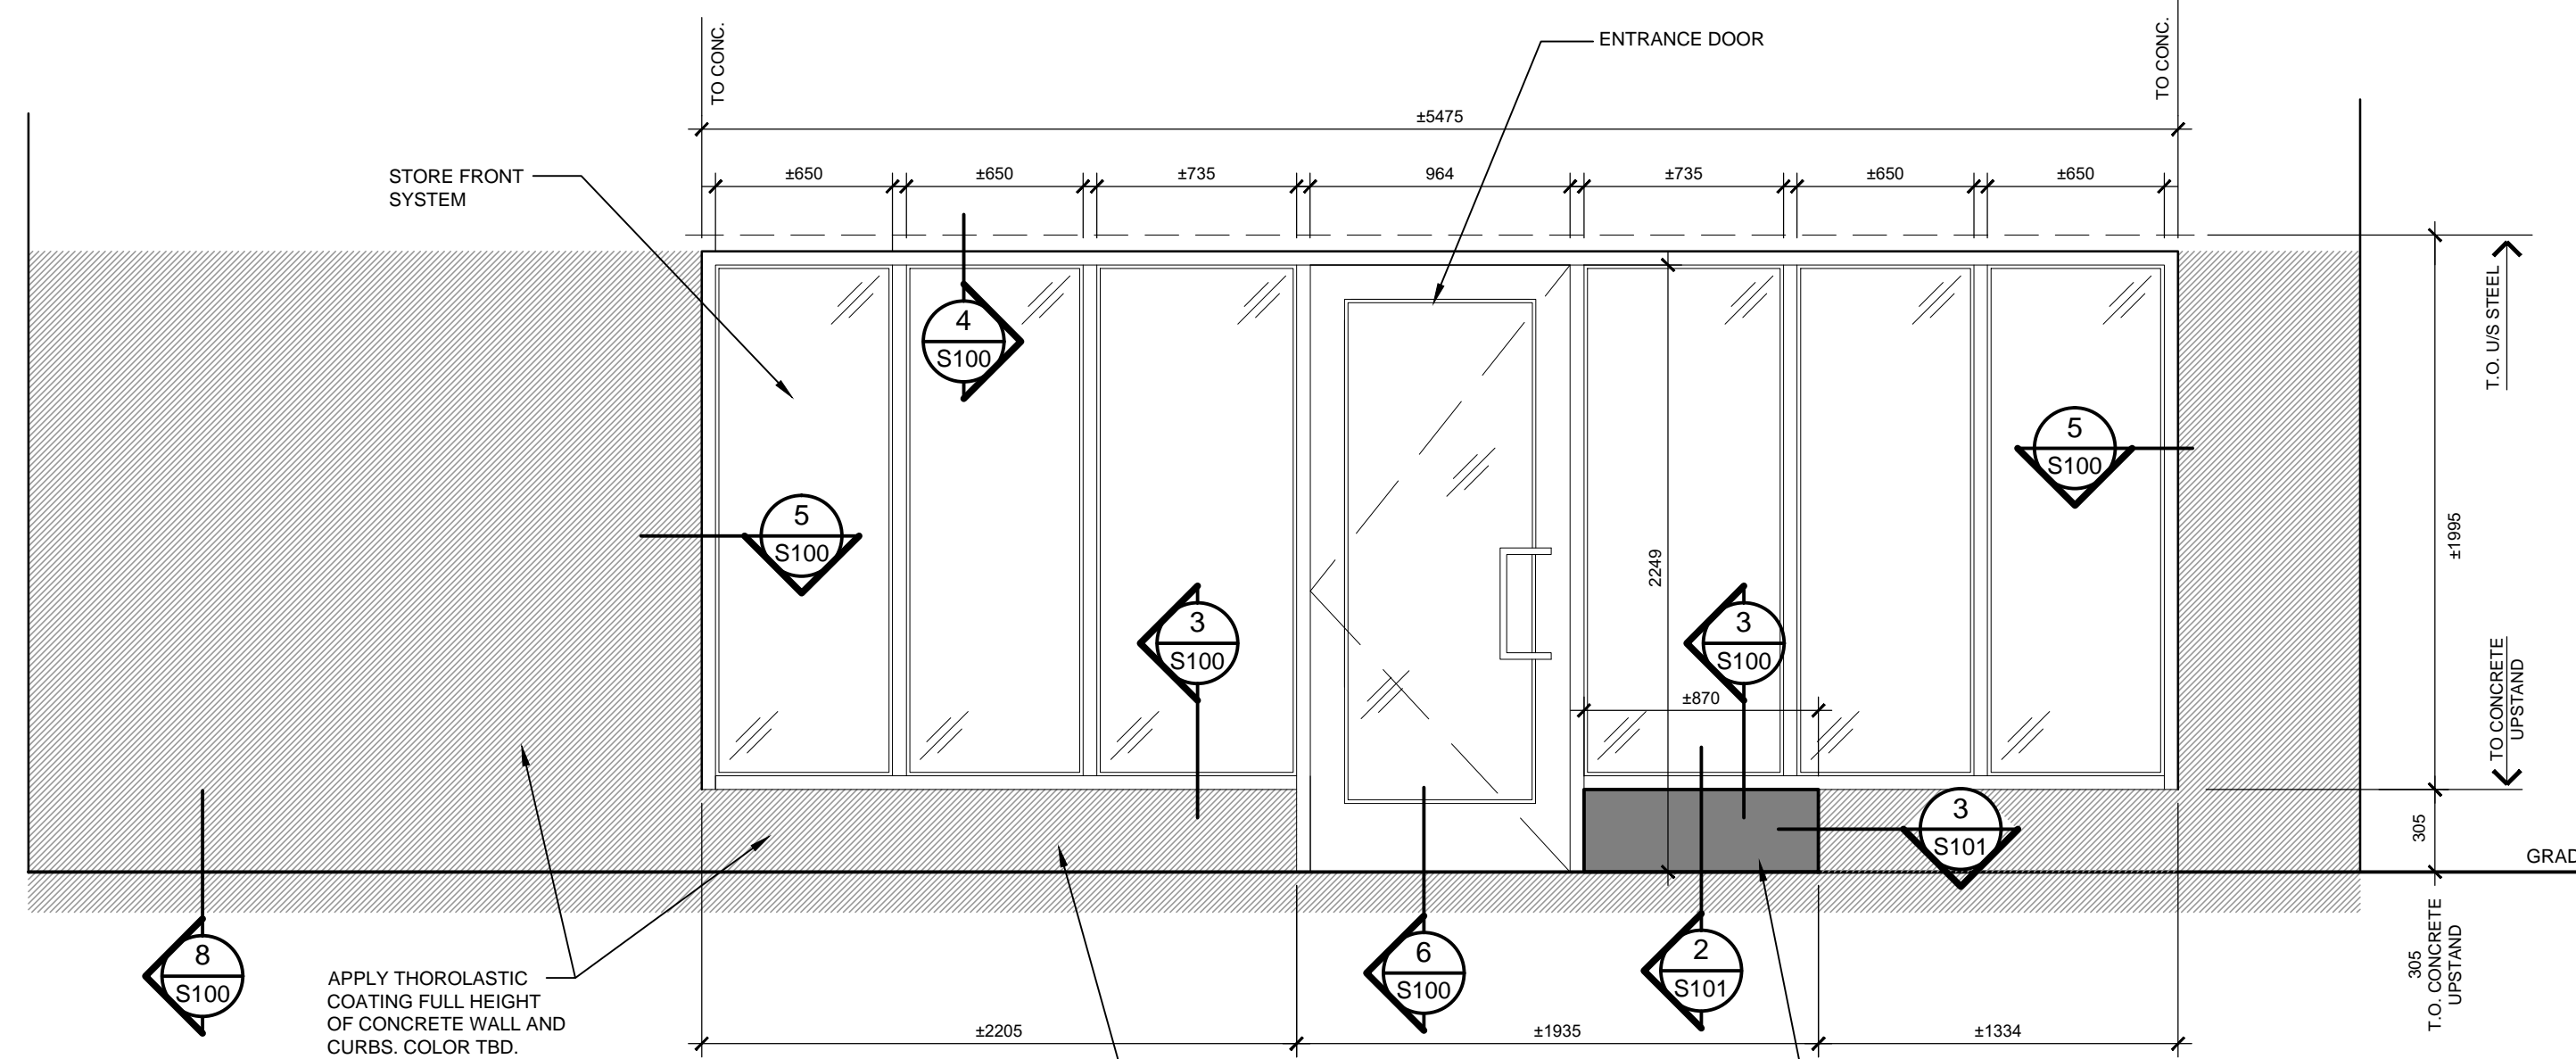 TO CONC.
TO CONC.
ENTRANCE DOOR
±5475
STORE FRONT
SYSTEM
±650
±650
±735
964
±735
±650
±650
4
S100
5
S100
5
S100
3
S100
3
S100
2249
±870
T.O. U/S STEEL
±1995
TO CONCRETE
UPSTAND
3
S101
305
GRAD
8
S100
6
S100
2
S101
305
T.O. CONCRETE
UPSTAND
APPLY THOROLASTIC
COATING FULL HEIGHT
OF CONCRETE WALL AND
CURBS. COLOR TBD.
±2205
±1935
±1334